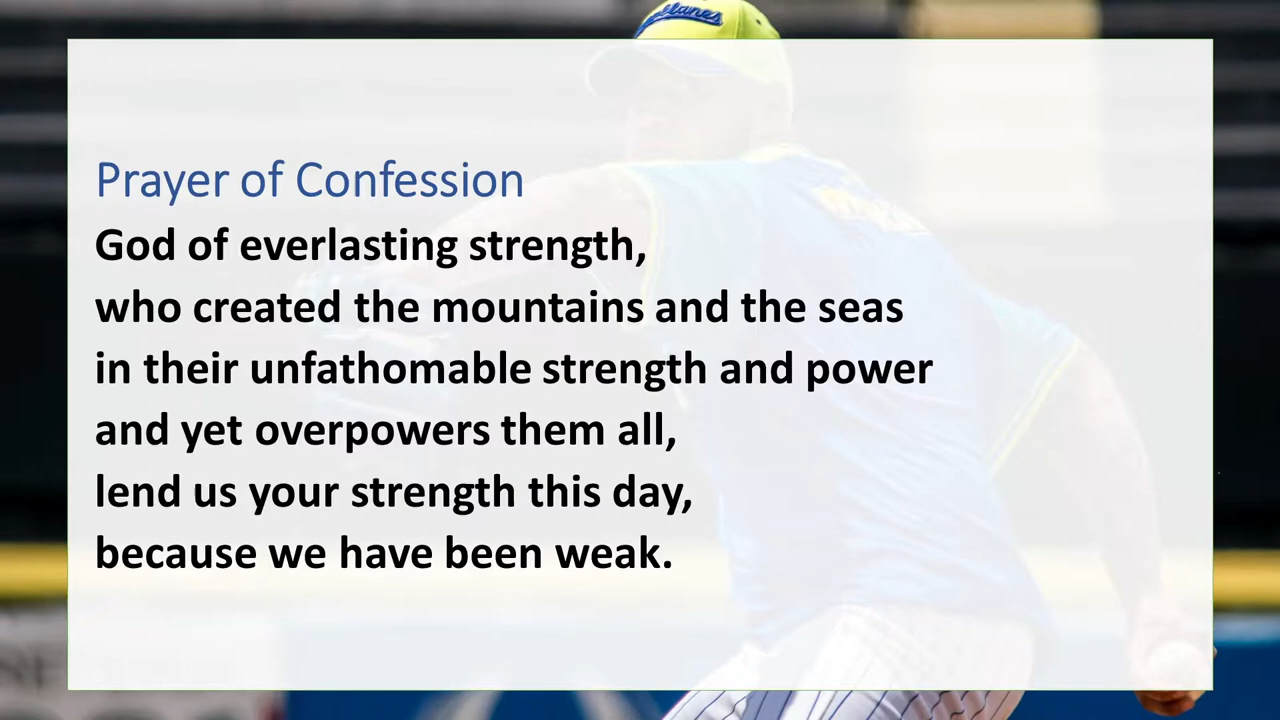 Prayer of Confession
God of everlasting strength,
who created the mountains and the seas
in their unfathomable strength and power
and yet overpowers them all,
lend us your strength this day,
because we have been weak.